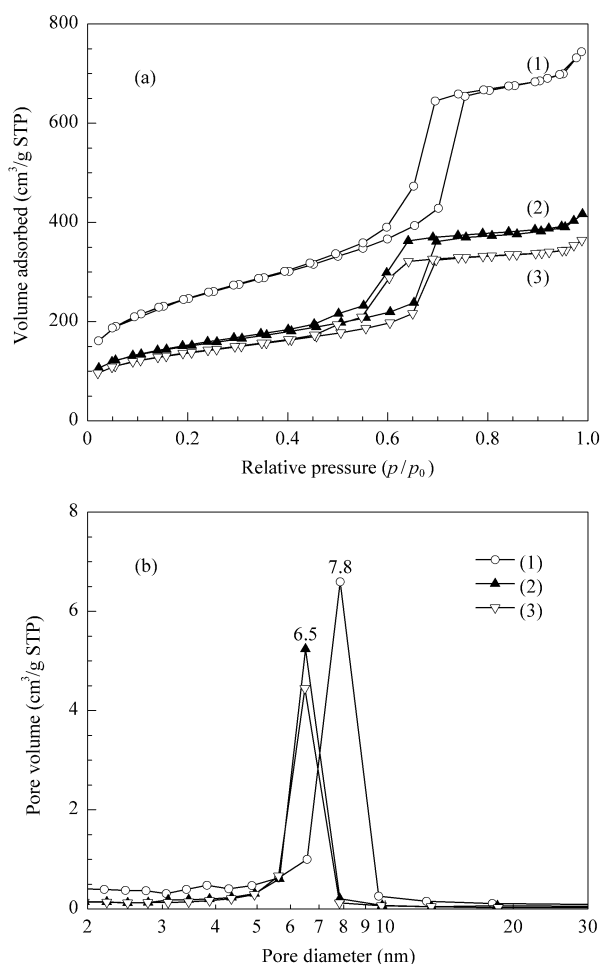 800
(a)
(1)
600
Volume adsorbed (cm³/g STP)
400
(2)
(3)
200
0
0 0.2 0.4 0.6 0.8 1.0
Relative pressure (p/p₀)
8
(b)
7.8
(1)
(2)
(3)
6
6.5
Pore volume (cm³/g STP)
4
2
0
2 3 4 5 6 7 8 9 10 20 30
Pore diameter (nm)